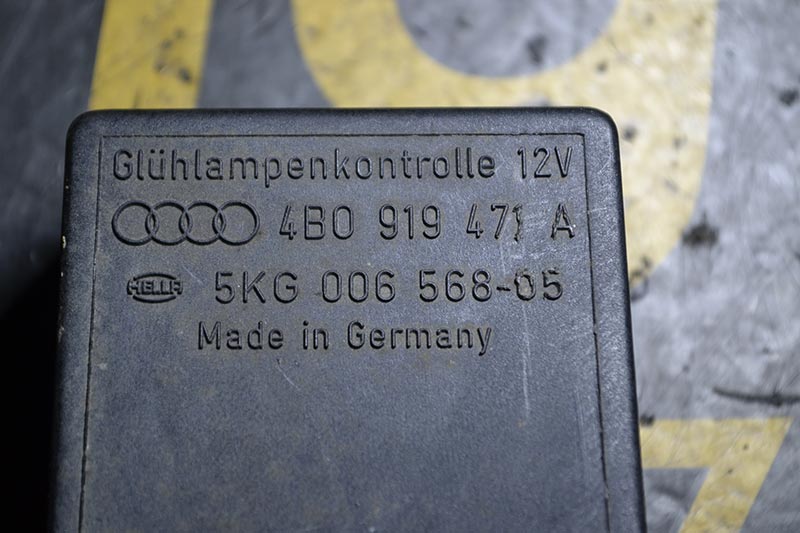 Glühlampenkontrolle 12V
4B0 919 471 A
HELLA 5KG 006 568-05
Made in Germany